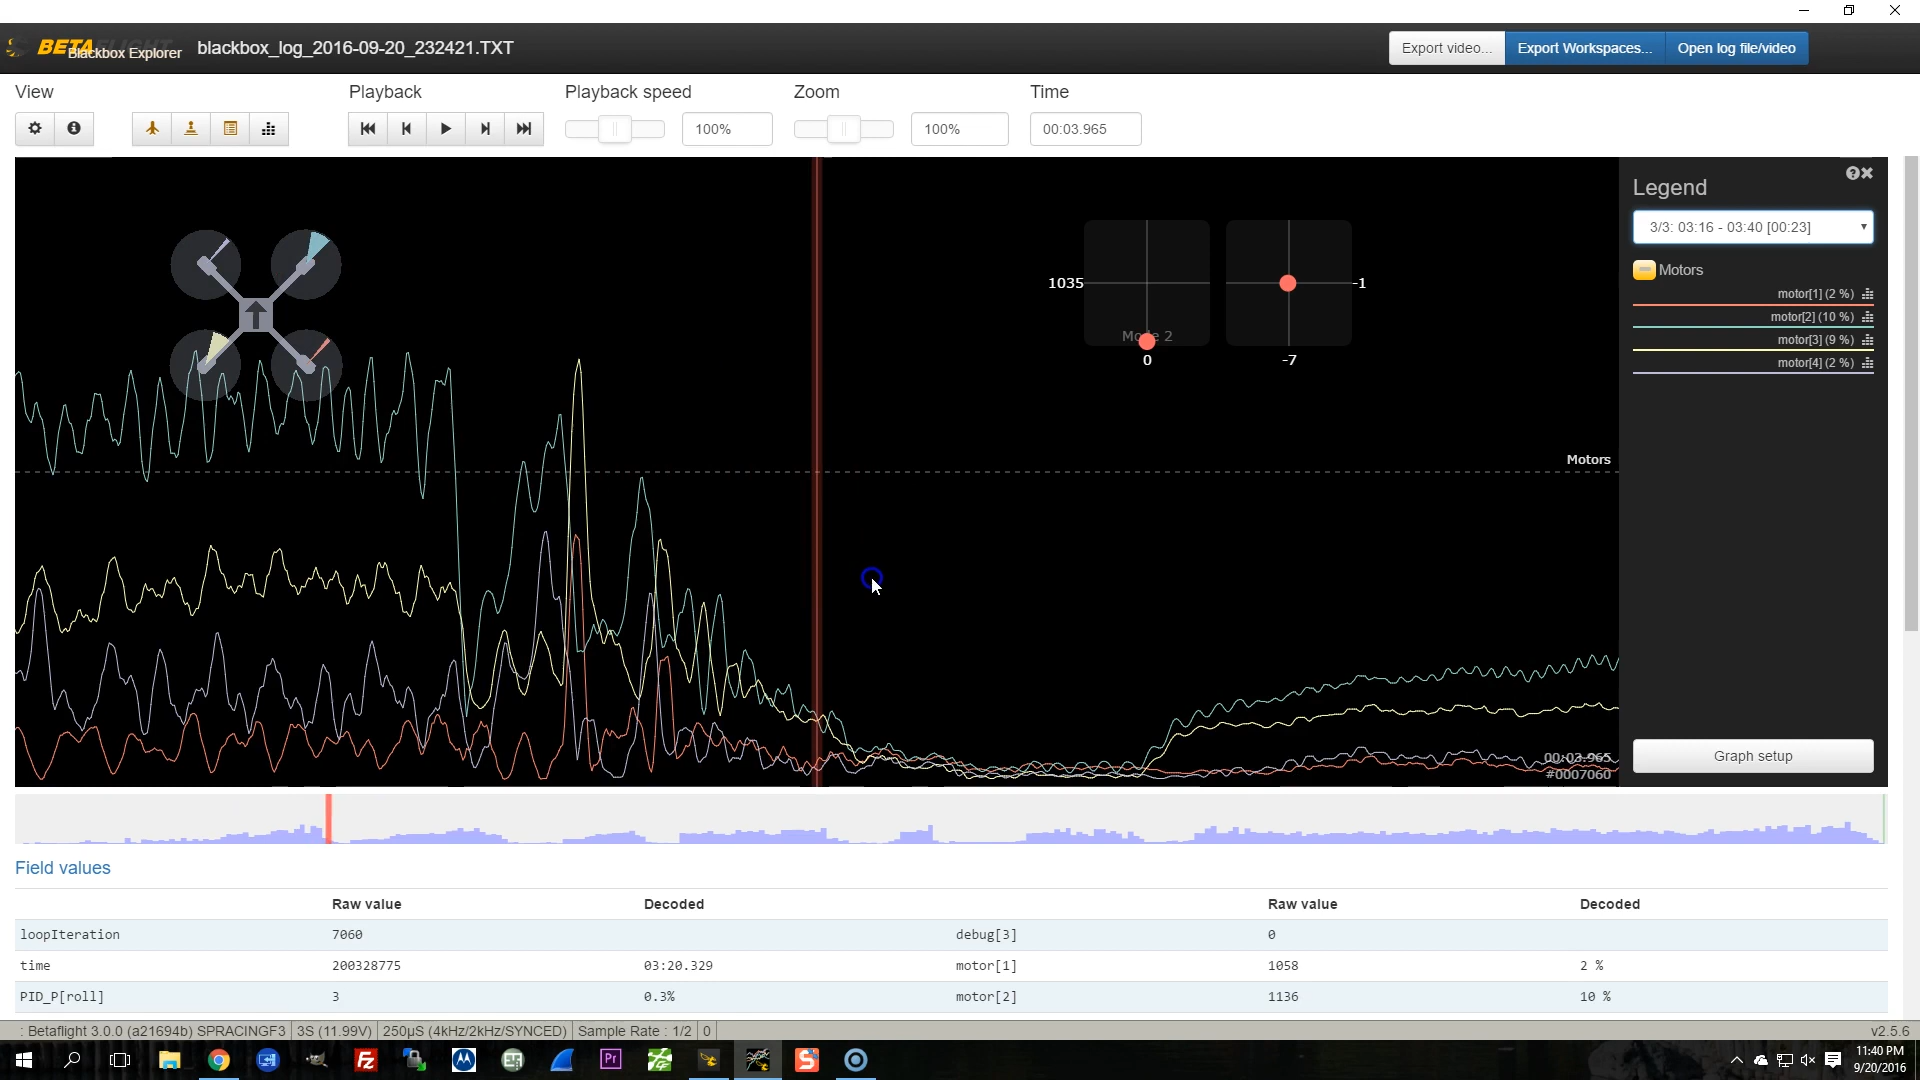 BETAFLIGHT
Blackbox Explorer
blackbox_log_2016-09-20_232421.TXT
Export video...
Export Workspaces...
Open log file/video
View
Playback
Playback speed
Zoom
Time
100%
100%
00:03.965
1035
-1
Mode 2
0
-7
Motors
00:03.965
#0007060
Legend
3/3: 03:16 - 03:40 [00:23]
Motors
motor[1] (2 %)
motor[2] (10 %)
motor[3] (9 %)
motor[4] (2 %)
Graph setup
Field values
Raw value Decoded Raw value Decoded
loopIteration 7060 debug[3] 0
time 200328775 03:20.329 motor[1] 1058 2 %
PID_P[roll] 3 0.3% motor[2] 1136 10 %
: Betaflight 3.0.0 (a21694b) SPRACINGF3 3S (11.99V) 250µS (4kHz/2kHz/SYNCED) Sample Rate : 1/2 0 v2.5.6
Fz
Pr
S
11:40 PM
9/20/2016